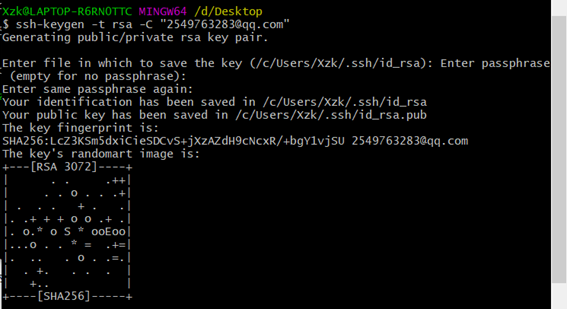 Xzk@LAPTOP-R6RN0TTC MINGW64 /d/Desktop
$ ssh-keygen -t rsa -C "2549763283@qq.com"
Generating public/private rsa key pair.
Enter file in which to save the key (/c/Users/Xzk/.ssh/id_rsa): Enter passphrase
(empty for no passphrase):
Enter same passphrase again:
Your identification has been saved in /c/Users/Xzk/.ssh/id_rsa
Your public key has been saved in /c/Users/Xzk/.ssh/id_rsa.pub
The key fingerprint is:
SHA256:LcZ3KSm5dxiCieSDCvS+jXzAZdH9cNcxR/+bgY1vjSU 2549763283@qq.com
The key's randomart image is:
+---[RSA 3072]----+
|      . .     .++|
|     . . o . . .+|
| .  . .   + .   .|
|. .+ + + o o .+ .|
|. o.* o S * ooEoo|
|...o . . * =  .+=|
|.  ..   . o . .=.|
|  . +.   . .  .  |
|   +..           |
+----[SHA256]-----+